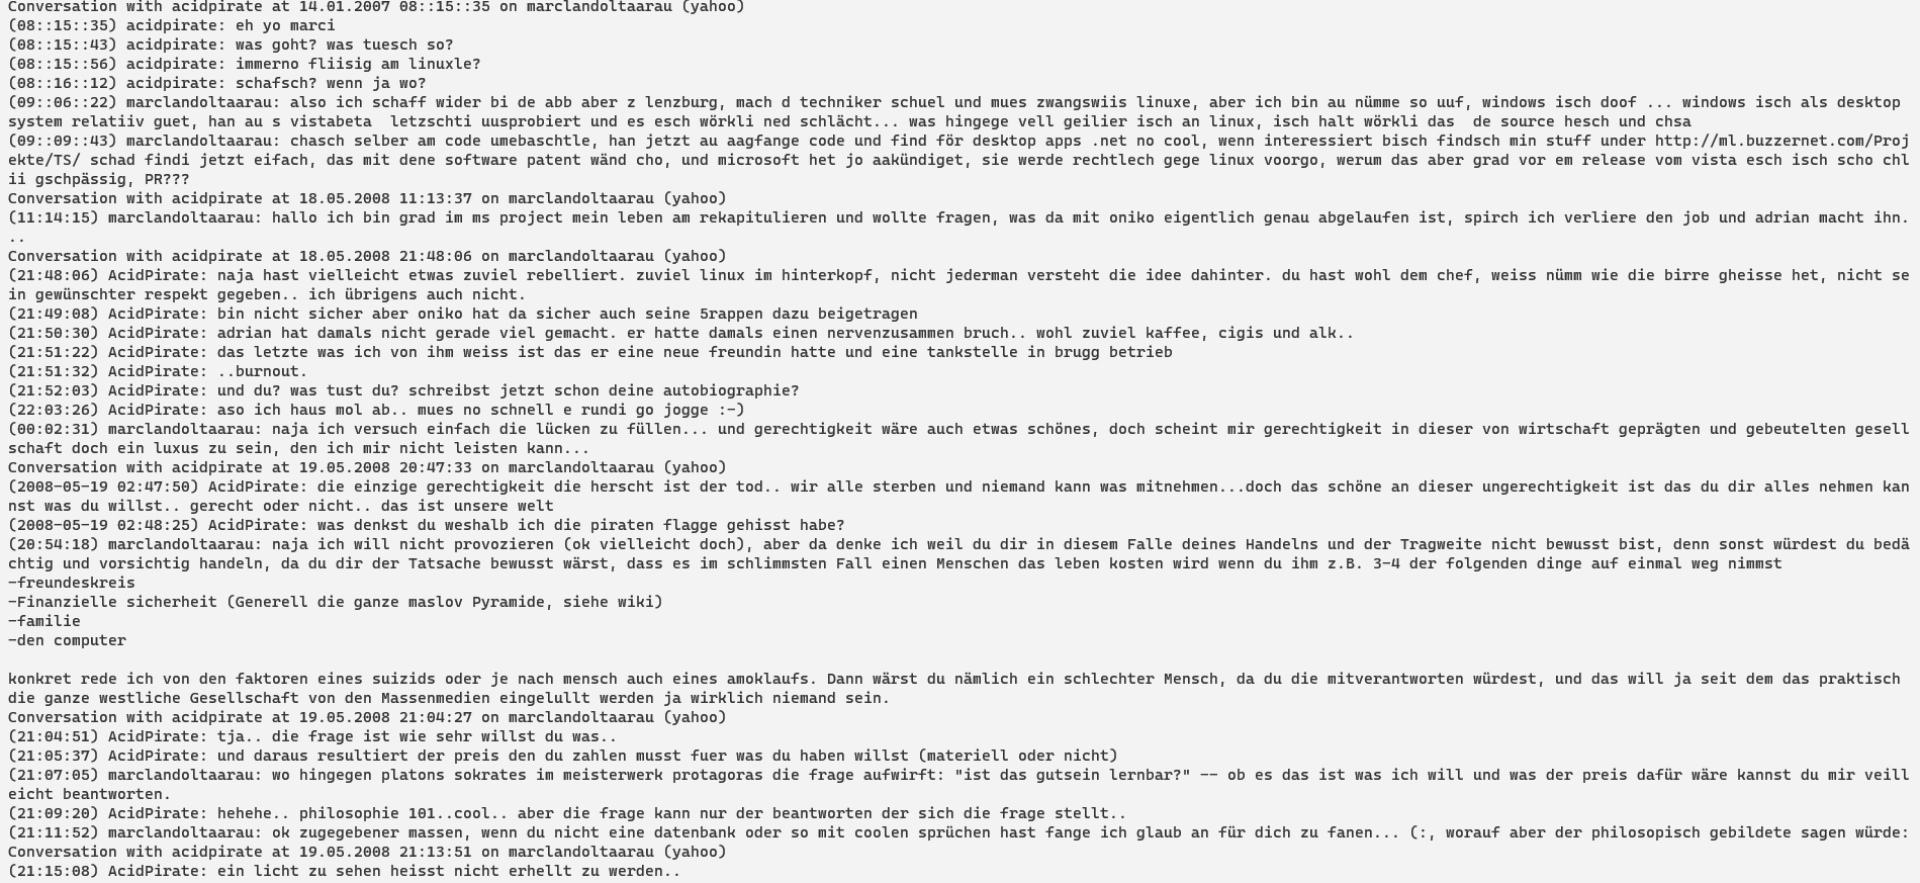 Conversation with acidpirate at 14.01.2007 08::15::35 on marclandoltaarau (yahoo)
(08::15::35) acidpirate: eh yo marci
(08::15::43) acidpirate: was goht? was tuesch so?
(08::15::56) acidpirate: immerno fliisig am linuxle?
(08::16::12) acidpirate: schafsch? wenn ja wo?
(09::06::22) marclandoltaarau: also ich schaff wider bi de abb aber z lenzburg, mach d techniker schuel und mues zwangswiis linuxe, aber ich bin au nümme so uuf, windows isch doof ... windows isch als desktop
system relatiiv guet, han au s vistabeta  letzschti uusprobiert und es esch wörkli ned schlächt... was hingege vell geilier isch an linux, isch halt wörkli das  de source hesch und chsa
(09::09::43) marclandoltaarau: chasch selber am code umebaschtle, han jetzt au aagfange code und find för desktop apps .net no cool, wenn interessiert bisch findsch min stuff under http://ml.buzzernet.com/Proj
ekte/TS/ schad findi jetzt eifach, das mit dene software patent wänd cho, und microsoft het jo aakündiget, sie werde rechtlech gege linux voorgo, werum das aber grad vor em release vom vista esch isch scho chl
ii gschpässig, PR???
Conversation with acidpirate at 18.05.2008 11:13:37 on marclandoltaarau (yahoo)
(11:14:15) marclandoltaarau: hallo ich bin grad im ms project mein leben am rekapitulieren und wollte fragen, was da mit oniko eigentlich genau abgelaufen ist, spirch ich verliere den job und adrian macht ihn.
..
Conversation with acidpirate at 18.05.2008 21:48:06 on marclandoltaarau (yahoo)
(21:48:06) AcidPirate: naja hast vielleicht etwas zuviel rebelliert. zuviel linux im hinterkopf, nicht jederman versteht die idee dahinter. du hast wohl dem chef, weiss nümm wie die birre gheisse het, nicht se
in gewünschter respekt gegeben.. ich übrigens auch nicht.
(21:49:08) AcidPirate: bin nicht sicher aber oniko hat da sicher auch seine 5rappen dazu beigetragen
(21:50:30) AcidPirate: adrian hat damals nicht gerade viel gemacht. er hatte damals einen nervenzusammen bruch.. wohl zuviel kaffee, cigis und alk..
(21:51:22) AcidPirate: das letzte was ich von ihm weiss ist das er eine neue freundin hatte und eine tankstelle in brugg betrieb
(21:51:32) AcidPirate: ..burnout.
(21:52:03) AcidPirate: und du? was tust du? schreibst jetzt schon deine autobiographie?
(22:03:26) AcidPirate: aso ich haus mol ab.. mues no schnell e rundi go jogge :-)
(00:02:31) marclandoltaarau: naja ich versuch einfach die lücken zu füllen... und gerechtigkeit wäre auch etwas schönes, doch scheint mir gerechtigkeit in dieser von wirtschaft geprägten und gebeutelten gesell
schaft doch ein luxus zu sein, den ich mir nicht leisten kann...
Conversation with acidpirate at 19.05.2008 20:47:33 on marclandoltaarau (yahoo)
(2008-05-19 02:47:50) AcidPirate: die einzige gerechtigkeit die herscht ist der tod.. wir alle sterben und niemand kann was mitnehmen...doch das schöne an dieser ungerechtigkeit ist das du dir alles nehmen kan
nst was du willst.. gerecht oder nicht.. das ist unsere welt
(2008-05-19 02:48:25) AcidPirate: was denkst du weshalb ich die piraten flagge gehisst habe?
(20:54:18) marclandoltaarau: naja ich will nicht provozieren (ok vielleicht doch), aber da denke ich weil du dir in diesem Falle deines Handelns und der Tragweite nicht bewusst bist, denn sonst würdest du bedä
chtig und vorsichtig handeln, da du dir der Tatsache bewusst wärst, dass es im schlimmsten Fall einen Menschen das leben kosten wird wenn du ihm z.B. 3-4 der folgenden dinge auf einmal weg nimmst
-freundeskreis
-Finanzielle sicherheit (Generell die ganze maslov Pyramide, siehe wiki)
-familie
-den computer

konkret rede ich von den faktoren eines suizids oder je nach mensch auch eines amoklaufs. Dann wärst du nämlich ein schlechter Mensch, da du die mitverantworten würdest, und das will ja seit dem das praktisch
die ganze westliche Gesellschaft von den Massenmedien eingelullt werden ja wirklich niemand sein.
Conversation with acidpirate at 19.05.2008 21:04:27 on marclandoltaarau (yahoo)
(21:04:51) AcidPirate: tja.. die frage ist wie sehr willst du was..
(21:05:37) AcidPirate: und daraus resultiert der preis den du zahlen musst fuer was du haben willst (materiell oder nicht)
(21:07:05) marclandoltaarau: wo hingegen platons sokrates im meisterwerk protagoras die frage aufwirft: "ist das gutsein lernbar?" -- ob es das ist was ich will und was der preis dafür wäre kannst du mir veill
eicht beantworten.
(21:09:20) AcidPirate: hehehe.. philosophie 101..cool.. aber die frage kann nur der beantworten der sich die frage stellt..
(21:11:52) marclandoltaarau: ok zugegebener massen, wenn du nicht eine datenbank oder so mit coolen sprüchen hast fange ich glaub an für dich zu fanen... (:, worauf aber der philosopisch gebildete sagen würde:
Conversation with acidpirate at 19.05.2008 21:13:51 on marclandoltaarau (yahoo)
(21:15:08) AcidPirate: ein licht zu sehen heisst nicht erhellt zu werden..